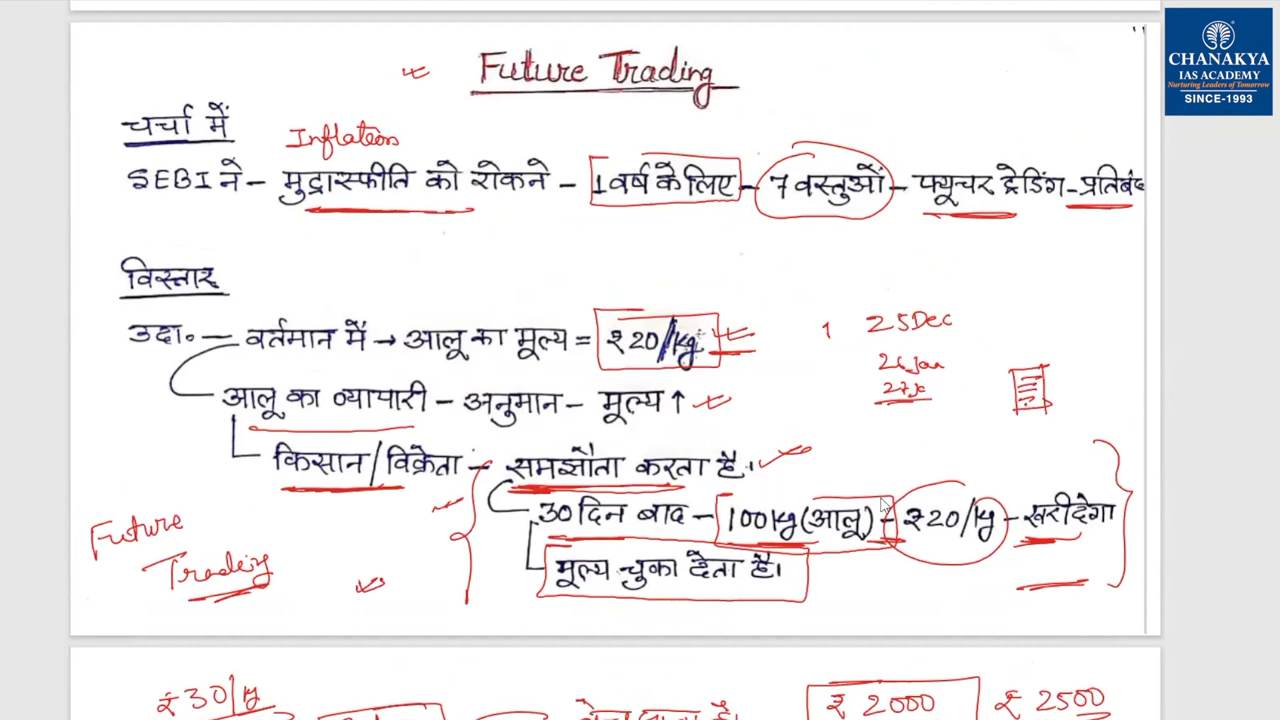 Future Trading
CHANAKYA
IAS ACADEMY
Nurturing Leaders of Tomorrow
SINCE-1993
चर्चा में
Inflation
SEBI ने - मुद्रास्फीति को रोकने - 1 वर्ष के लिए - 7 वस्तुओं - फ्यूचर ट्रेडिंग - प्रतिबंध
विस्तार
उदा. - वर्तमान में → आलू का मूल्य = ₹20/kg
25 Dec
26 Jan
आलू का व्यापारी - अनुमान - मूल्य ↑
किसान/विक्रेता - समझौता करता है।
30 दिन बाद - 100kg (आलू) - ₹20/kg - खरीदेगा
Future
Trading
मूल्य चुका देता है।
₹30/kg
₹2000
₹2500